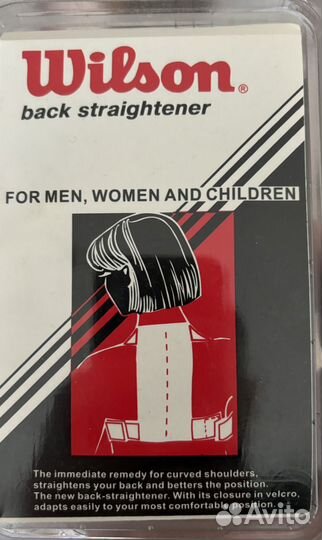 Wilson®
back straightener
FOR MEN, WOMEN AND CHILDREN
The immediate remedy for curved shoulders,
straightens your back and betters the position.
The new back-straightener. With its closure in velcro,
adapts easily to your most comfortable position.
Avito